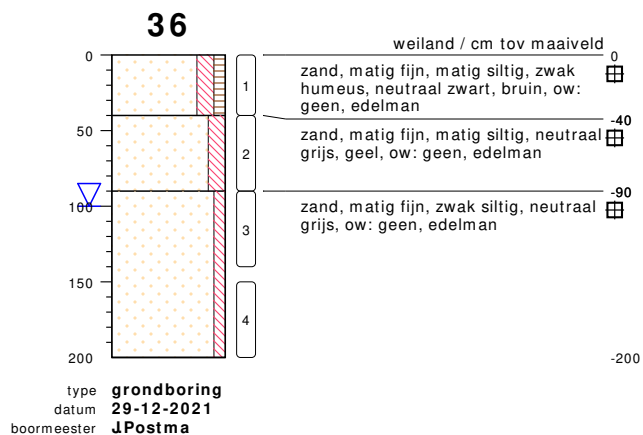 36
weiland / cm tov maaiveld
0
0
zand, matig fijn, matig siltig, zwak
humeus, neutraal zwart, bruin, ow:
geen, edelman
1
-40
50
zand, matig fijn, matig siltig, neutraal
grijs, geel, ow: geen, edelman
2
-90
100
zand, matig fijn, zwak siltig, neutraal
grijs, ow: geen, edelman
3
150
4
200
-200
type grondboring
datum 29-12-2021
boormeester J.Postma